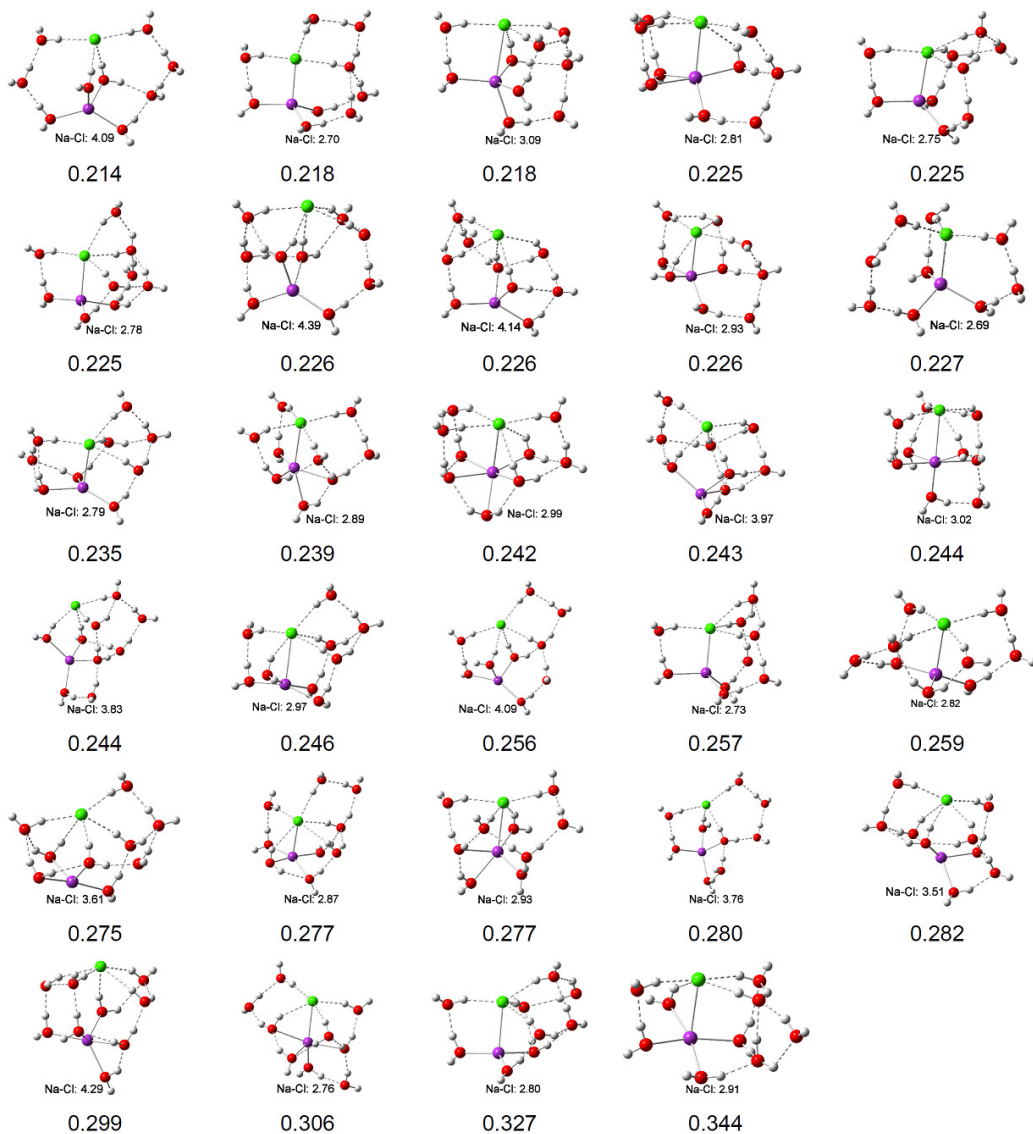 Na-Cl: 4.09
0.214
Na-Cl: 2.70
0.218
Na-Cl: 3.09
0.218
Na-Cl: 2.81
0.225
Na-Cl: 2.75
0.225
Na-Cl: 2.78
0.225
Na-Cl: 4.39
0.226
Na-Cl: 4.14
0.226
Na-Cl: 2.93
0.226
Na-Cl: 2.69
0.227
Na-Cl: 2.79
0.235
Na-Cl: 2.89
0.239
Na-Cl: 2.99
0.242
Na-Cl: 3.97
0.243
Na-Cl: 3.02
0.244
Na-Cl: 3.83
0.244
Na-Cl: 2.97
0.246
Na-Cl: 4.09
0.256
Na-Cl: 2.73
0.257
Na-Cl: 2.82
0.259
Na-Cl: 3.61
0.275
Na-Cl: 2.87
0.277
Na-Cl: 2.93
0.277
Na-Cl: 3.76
0.280
Na-Cl: 3.51
0.282
Na-Cl: 4.29
0.299
Na-Cl: 2.76
0.306
Na-Cl: 2.80
0.327
Na-Cl: 2.91
0.344